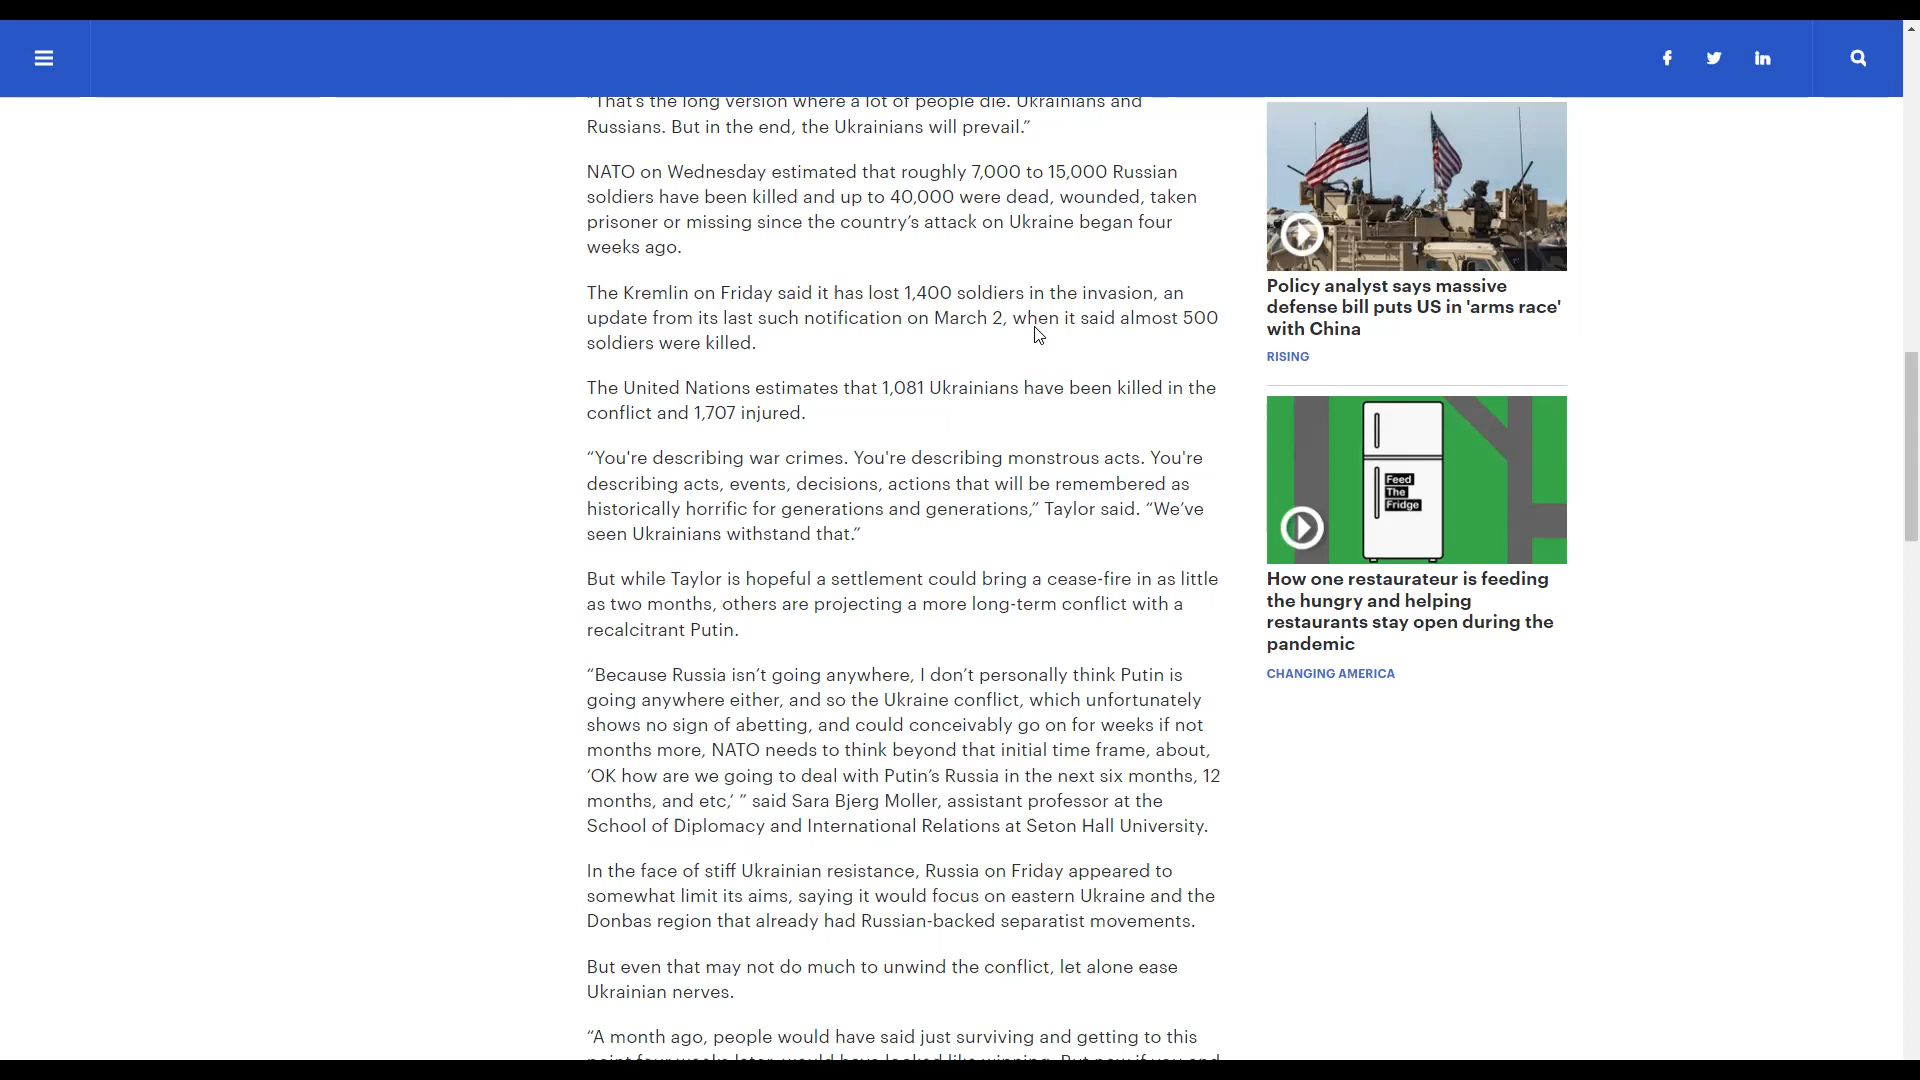 “That’s the long version where a lot of people die. Ukrainians and
Russians. But in the end, the Ukrainians will prevail.”
NATO on Wednesday estimated that roughly 7,000 to 15,000 Russian
soldiers have been killed and up to 40,000 were dead, wounded, taken
prisoner or missing since the country’s attack on Ukraine began four
weeks ago.
The Kremlin on Friday said it has lost 1,400 soldiers in the invasion, an
update from its last such notification on March 2, when it said almost 500
soldiers were killed.
The United Nations estimates that 1,081 Ukrainians have been killed in the
conflict and 1,707 injured.
“You're describing war crimes. You're describing monstrous acts. You're
describing acts, events, decisions, actions that will be remembered as
historically horrific for generations and generations,” Taylor said. “We’ve
seen Ukrainians withstand that.”
But while Taylor is hopeful a settlement could bring a cease-fire in as little
as two months, others are projecting a more long-term conflict with a
recalcitrant Putin.
“Because Russia isn’t going anywhere, I don’t personally think Putin is
going anywhere either, and so the Ukraine conflict, which unfortunately
shows no sign of abetting, and could conceivably go on for weeks if not
months more, NATO needs to think beyond that initial time frame, about,
‘OK how are we going to deal with Putin’s Russia in the next six months, 12
months, and etc,’ ” said Sara Bjerg Moller, assistant professor at the
School of Diplomacy and International Relations at Seton Hall University.
In the face of stiff Ukrainian resistance, Russia on Friday appeared to
somewhat limit its aims, saying it would focus on eastern Ukraine and the
Donbas region that already had Russian-backed separatist movements.
But even that may not do much to unwind the conflict, let alone ease
Ukrainian nerves.
“A month ago, people would have said just surviving and getting to this
point four weeks later, would have looked like winning. But now if you end
Policy analyst says massive
defense bill puts US in 'arms race'
with China
RISING
Feed
The
Fridge
How one restaurateur is feeding
the hungry and helping
restaurants stay open during the
pandemic
CHANGING AMERICA